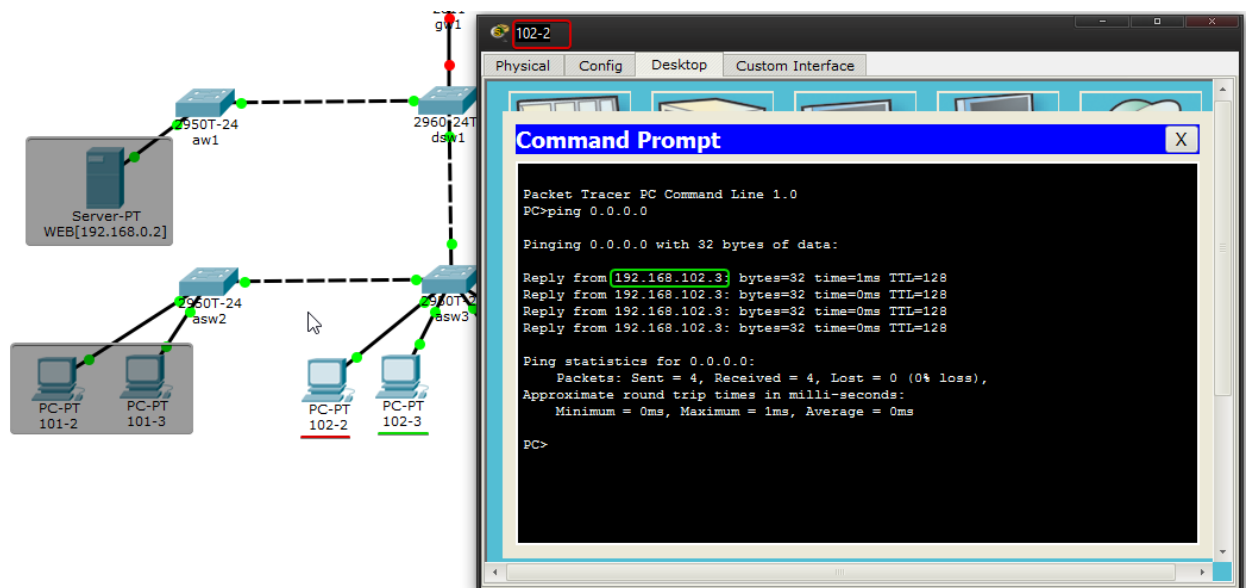 gw1
2950T-24
aw1
2960-24T
dsw1
Server-PT
WEB[192.168.0.2]
2950T-24
asw2
asw3
PC-PT
101-2
PC-PT
101-3
PC-PT
102-2
PC-PT
102-3
102-2
Physical
Config
Desktop
Custom Interface
Command Prompt
X
Packet Tracer PC Command Line 1.0
PC>ping 0.0.0.0
Pinging 0.0.0.0 with 32 bytes of data:
Reply from 192.168.102.3: bytes=32 time=1ms TTL=128
Reply from 192.168.102.3: bytes=32 time=0ms TTL=128
Reply from 192.168.102.3: bytes=32 time=0ms TTL=128
Reply from 192.168.102.3: bytes=32 time=0ms TTL=128
Ping statistics for 0.0.0.0:
Packets: Sent = 4, Received = 4, Lost = 0 (0% loss),
Approximate round trip times in milli-seconds:
Minimum = 0ms, Maximum = 1ms, Average = 0ms
PC>